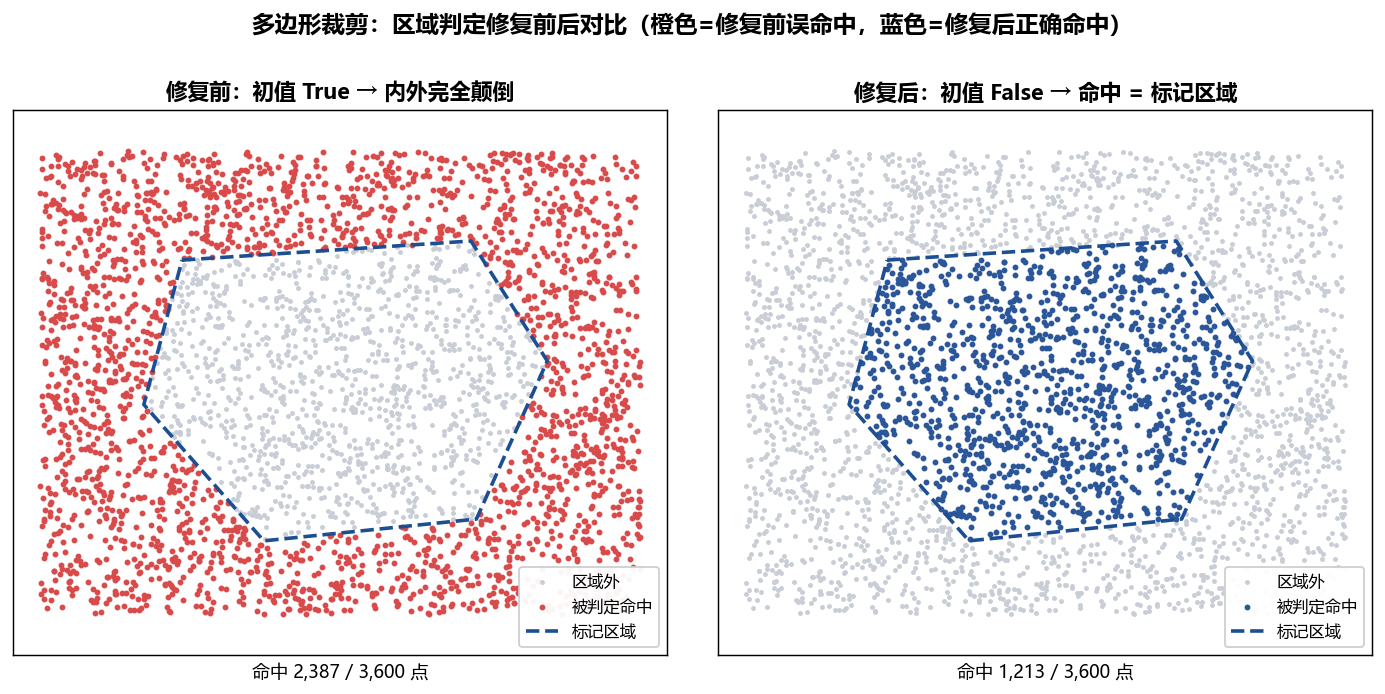 多边形裁剪：区域判定修复前后对比（橙色=修复前误命中，蓝色=修复后正确命中）
修复前：初值 True → 内外完全颠倒
区域外
被判定命中
标记区域
命中 2,387 / 3,600 点
修复后：初值 False → 命中 = 标记区域
区域外
被判定命中
标记区域
命中 1,213 / 3,600 点